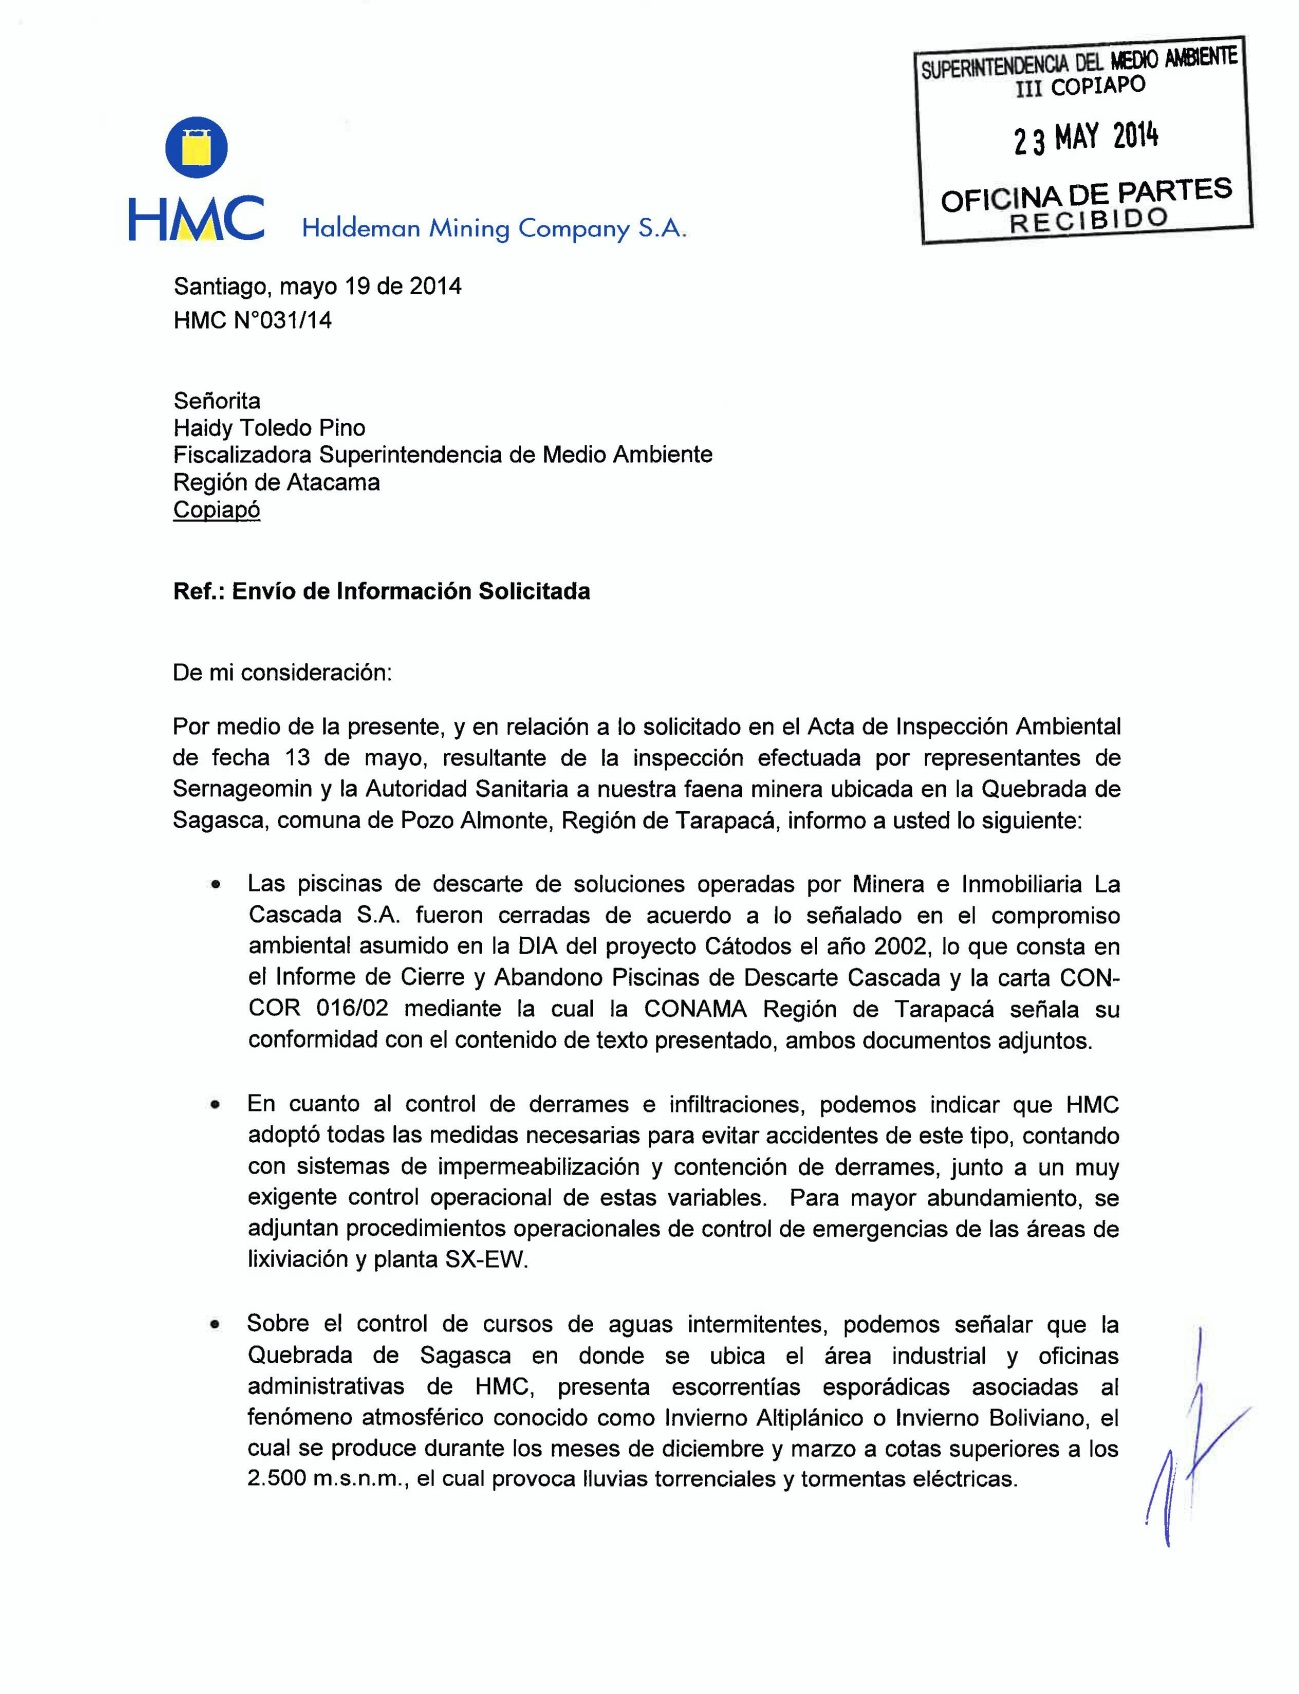 SUPERINTENDENCIA DEL MEDIO AMBIENTE
III COPIAPO
23 MAY 2014
OFICINA DE PARTES
RECIBIDO
HMC Haldeman Mining Company S.A.
Santiago, mayo 19 de 2014
HMC N°031/14
Señorita
Haidy Toledo Pino
Fiscalizadora Superintendencia de Medio Ambiente
Región de Atacama
Copiapó
Ref.: Envío de Información Solicitada
De mi consideración:
Por medio de la presente, y en relación a lo solicitado en el Acta de Inspección Ambiental
de fecha 13 de mayo, resultante de la inspección efectuada por representantes de
Sernageomin y la Autoridad Sanitaria a nuestra faena minera ubicada en la Quebrada de
Sagasca, comuna de Pozo Almonte, Región de Tarapacá, informo a usted lo siguiente:
• Las piscinas de descarte de soluciones operadas por Minera e Inmobiliaria La
Cascada S.A. fueron cerradas de acuerdo a lo señalado en el compromiso
ambiental asumido en la DIA del proyecto Cátodos el año 2002, lo que consta en
el Informe de Cierre y Abandono Piscinas de Descarte Cascada y la carta CON-
COR 016/02 mediante la cual la CONAMA Región de Tarapacá señala su
conformidad con el contenido de texto presentado, ambos documentos adjuntos.
• En cuanto al control de derrames e infiltraciones, podemos indicar que HMC
adoptó todas las medidas necesarias para evitar accidentes de este tipo, contando
con sistemas de impermeabilización y contención de derrames, junto a un muy
exigente control operacional de estas variables. Para mayor abundamiento, se
adjuntan procedimientos operacionales de control de emergencias de las áreas de
lixiviación y planta SX-EW.
• Sobre el control de cursos de aguas intermitentes, podemos señalar que la
Quebrada de Sagasca en donde se ubica el área industrial y oficinas
administrativas de HMC, presenta escorrentías esporádicas asociadas al
fenómeno atmosférico conocido como Invierno Altiplánico o Invierno Boliviano, el
cual se produce durante los meses de diciembre y marzo a cotas superiores a los
2.500 m.s.n.m., el cual provoca lluvias torrenciales y tormentas eléctricas.